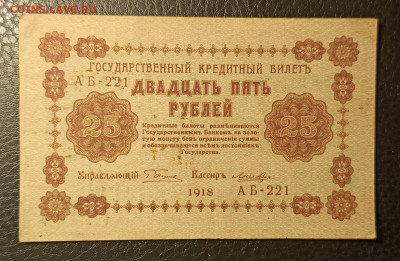 COINS.LAVE.RU
ГОСУДАРСТВЕННЫЙ КРЕДИТНЫЙ БИЛЕТЪ
АБ-221
ДВАДЦАТЬ ПЯТЬ
РУБЛЕЙ
25 25
Кредитные билеты размѣниваются
Государственнымъ Банкомъ на золо-
тую монету безъ ограниченія суммы
и обезпечиваются всѣмъ достояніемъ
Государства.
Управляющій Кассиръ
1918 АБ-221